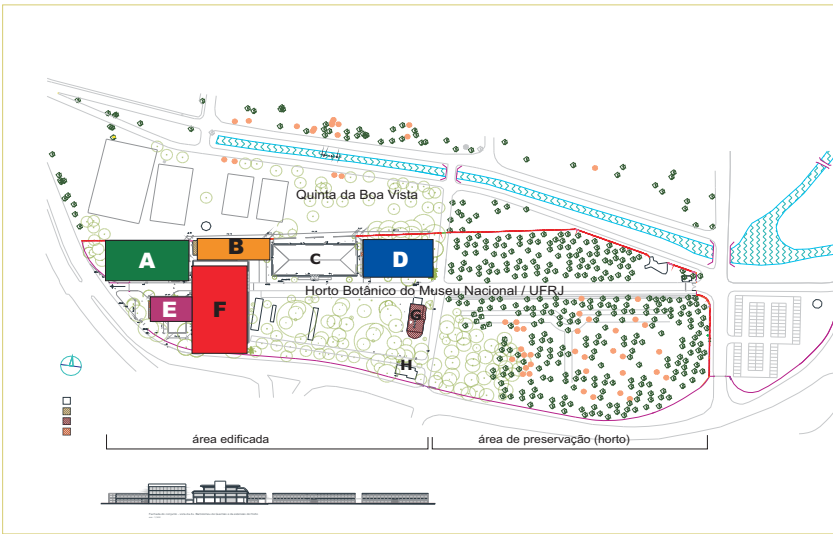 Quinta da Boa Vista
A
B
C
D
Horto Botânico do Museu Nacional / UFRJ
E
F
G
H
área edificada
área de preservação (horto)